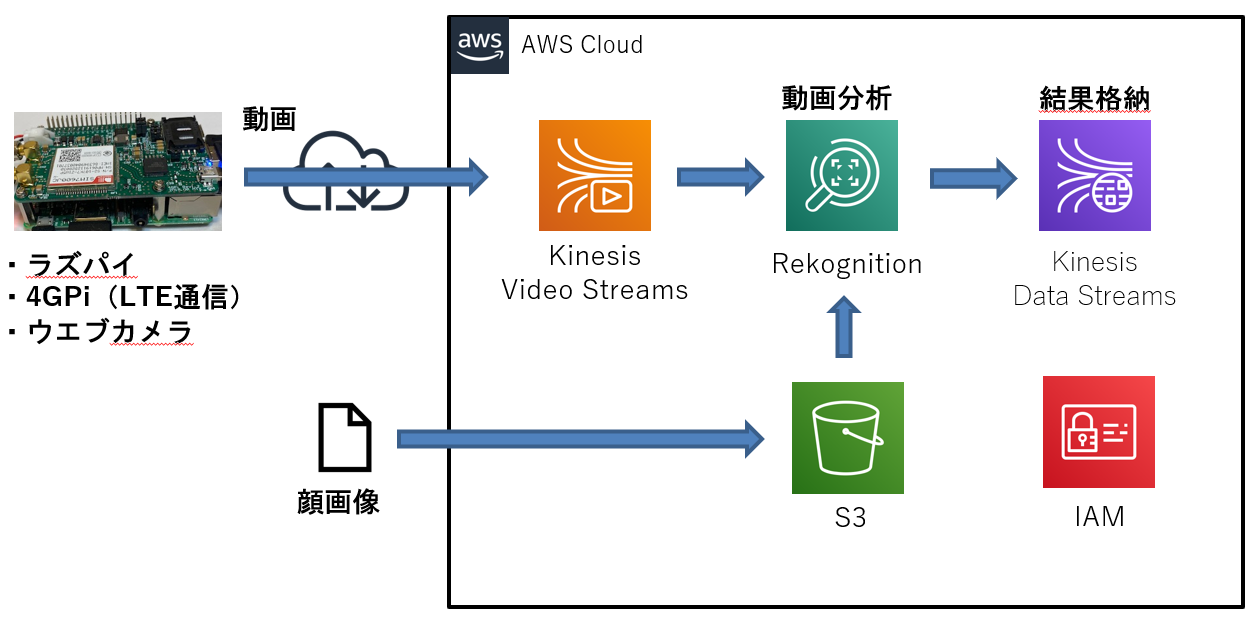 aws
AWS Cloud
動画
動画分析
結果格納
・ラズパイ
・4GPi（LTE通信）
・ウエブカメラ
Kinesis
Video Streams
Rekognition
Kinesis
Data Streams
顔画像
S3
IAM